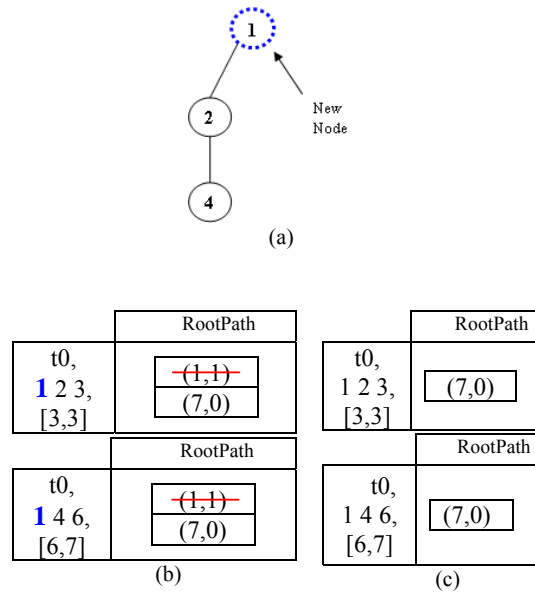 1
New
Node
2
4
(a)
RootPath
t0,
1 2 3,
[3,3]
(1,1)
(7,0)
RootPath
t0,
1 4 6,
[6,7]
(1,1)
(7,0)
(b)
RootPath
t0,
1 2 3,
[3,3]
(7,0)
RootPath
t0,
1 4 6,
[6,7]
(7,0)
(c)